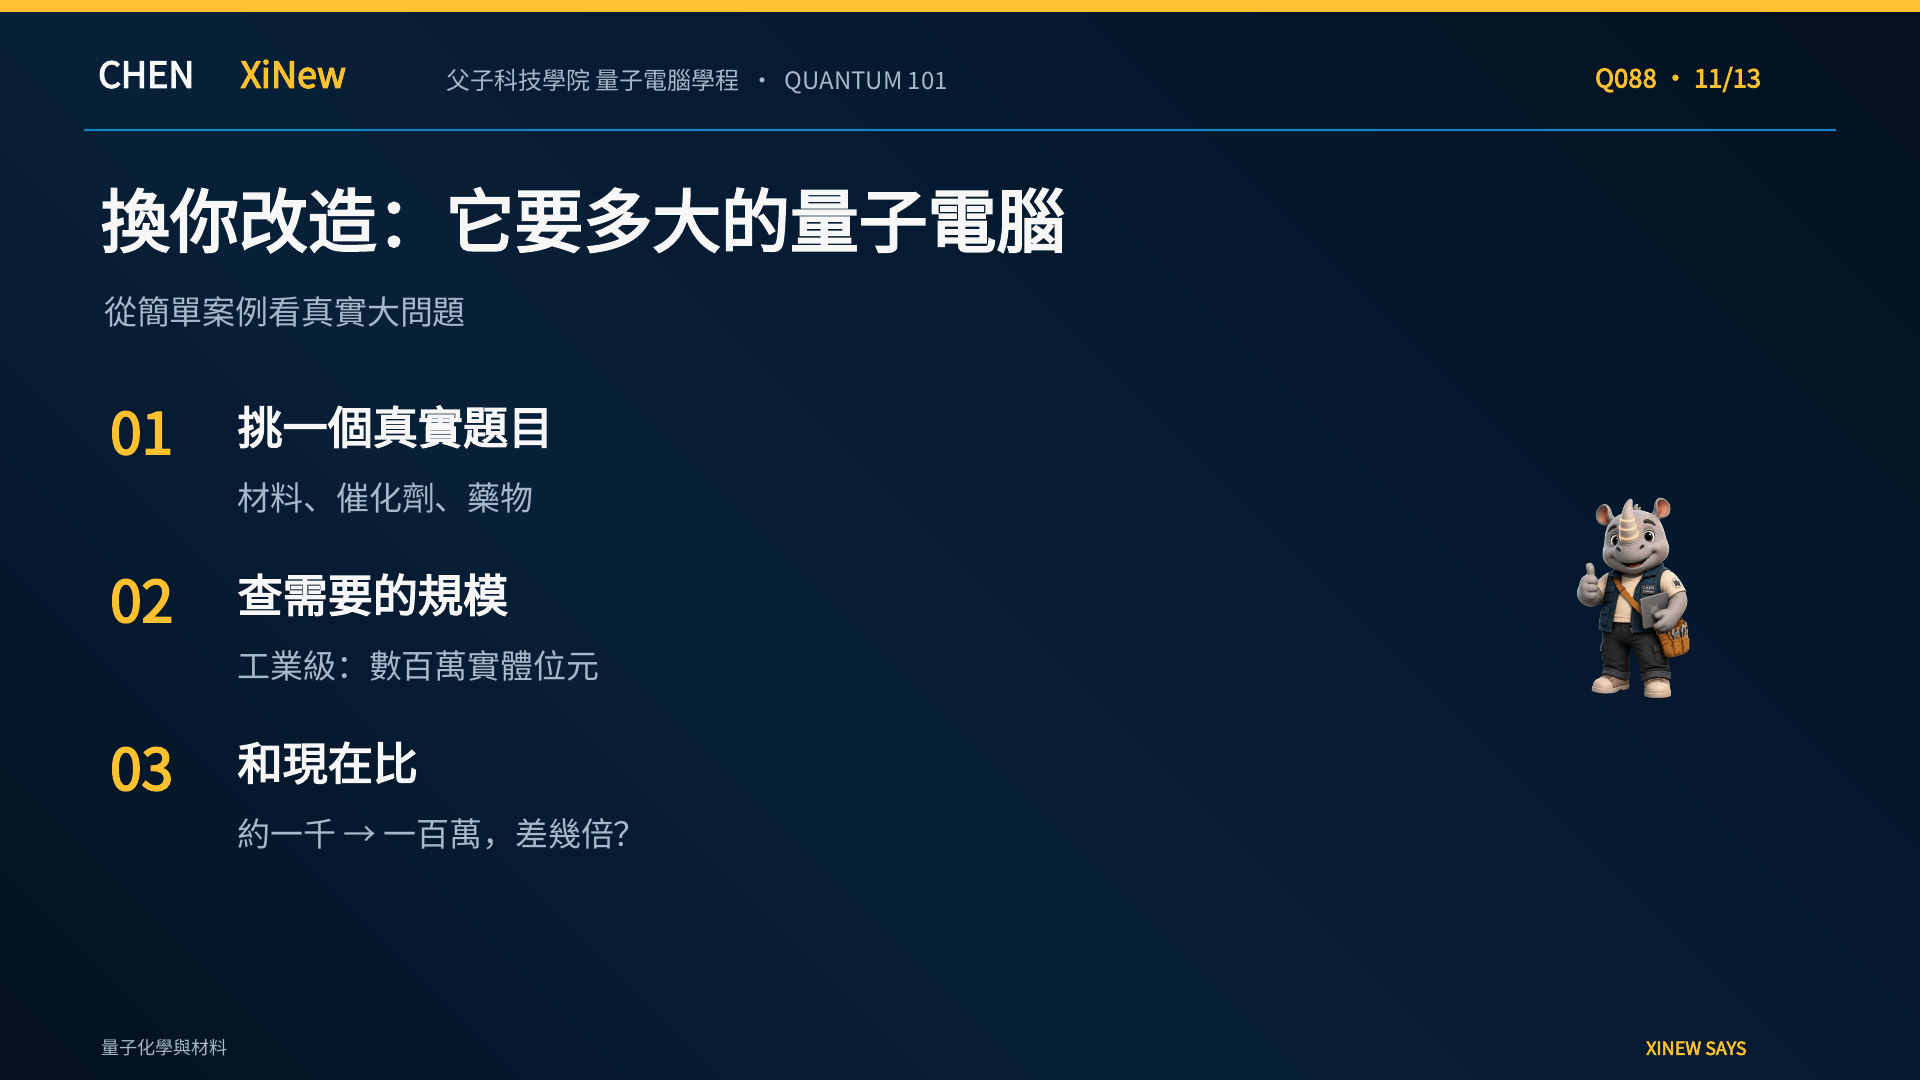 CHEN XiNew 父子科技學院 量子電腦學程 · QUANTUM 101 Q088 · 11/13
換你改造：它要多大的量子電腦
從簡單案例看真實大問題
01 挑一個真實題目
材料、催化劑、藥物
02 查需要的規模
工業級：數百萬實體位元
03 和現在比
約一千 → 一百萬，差幾倍？
量子化學與材料 XINEW SAYS